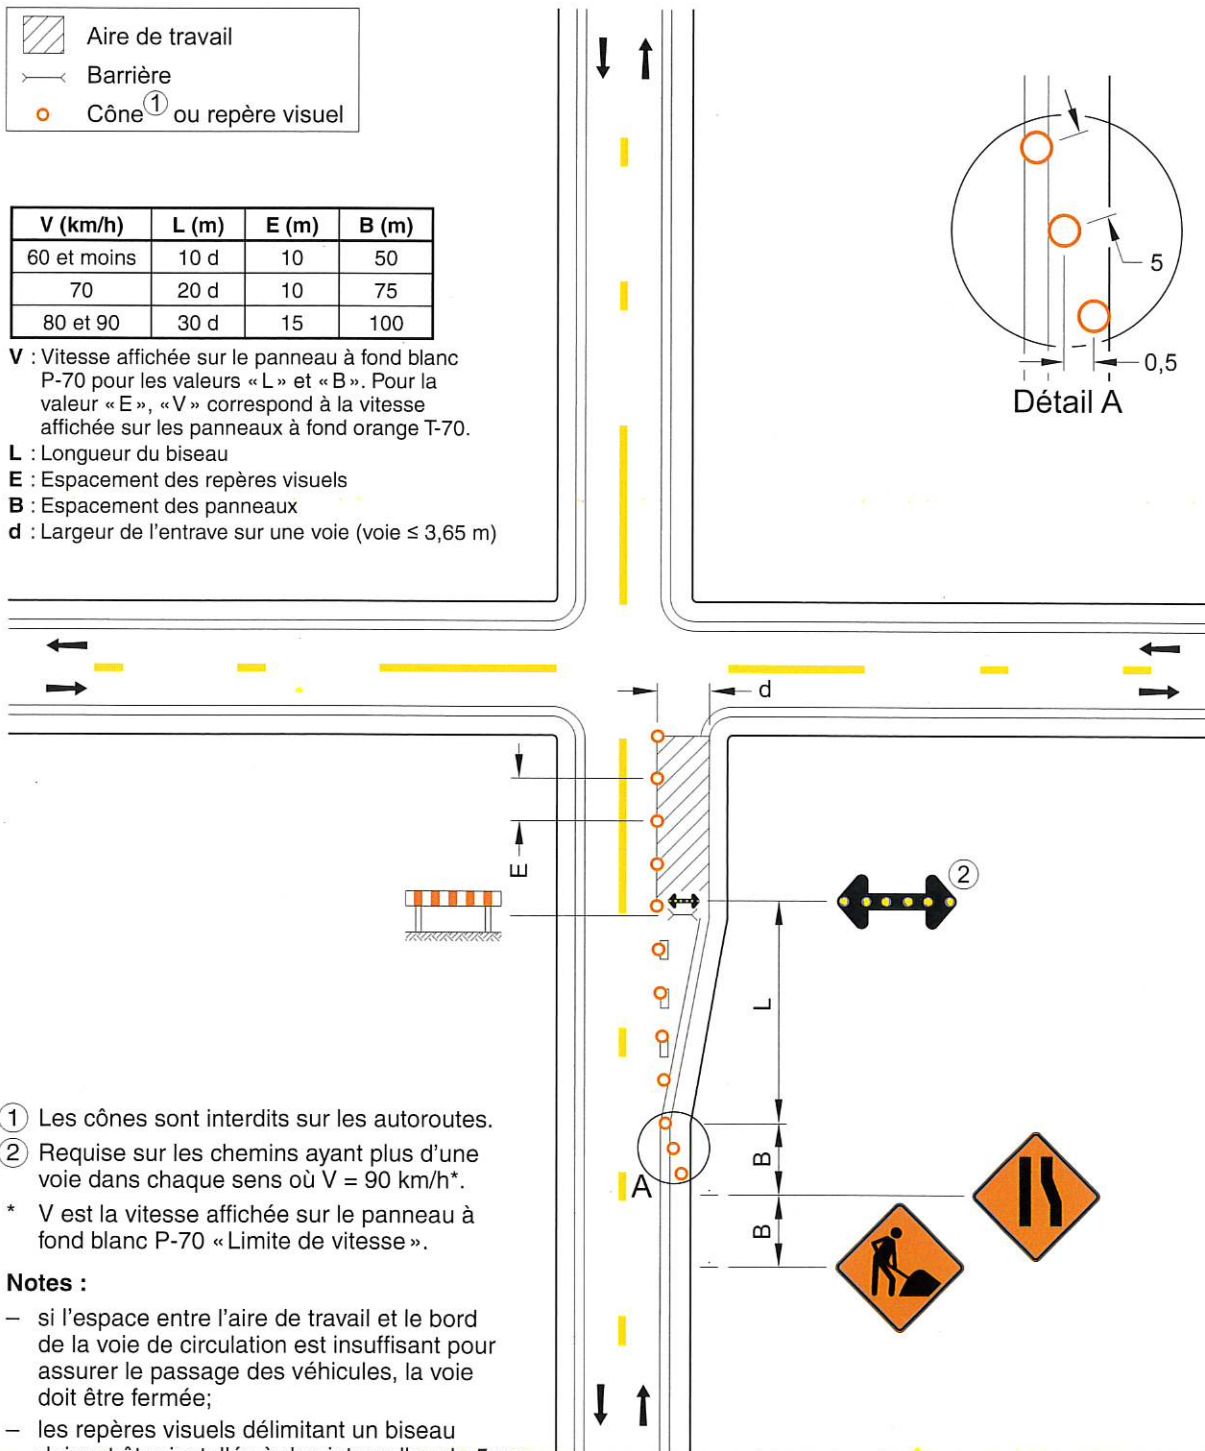 Aire de travail
Barrière
Cône① ou repère visuel
V (km/h) L (m) E (m) B (m)
60 et moins 10 d 10 50
70 20 d 10 75
80 et 90 30 d 15 100
V : Vitesse affichée sur le panneau à fond blanc
P-70 pour les valeurs « L » et « B ». Pour la
valeur « E », « V » correspond à la vitesse
affichée sur les panneaux à fond orange T-70.
L : Longueur du biseau
E : Espacement des repères visuels
B : Espacement des panneaux
d : Largeur de l'entrave sur une voie (voie ≤ 3,65 m)
5
0,5
Détail A
d
E
②
L
B
A
B
① Les cônes sont interdits sur les autoroutes.
② Requise sur les chemins ayant plus d'une
voie dans chaque sens où V = 90 km/h*.
* V est la vitesse affichée sur le panneau à
fond blanc P-70 « Limite de vitesse ».
Notes :
– si l'espace entre l'aire de travail et le bord
de la voie de circulation est insuffisant pour
assurer le passage des véhicules, la voie
doit être fermée;
– les repères visuels délimitant un biseau